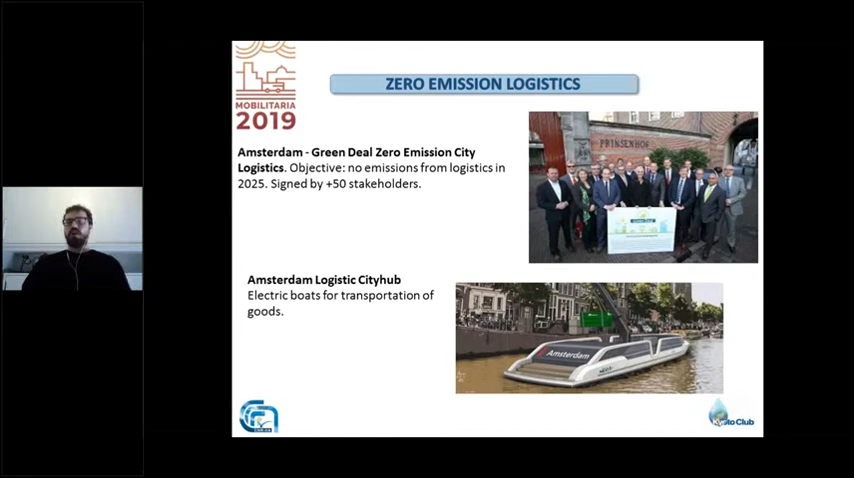 ZERO EMISSION LOGISTICS
MOBILITARIA
2019
Amsterdam - Green Deal Zero Emission City
Logistics. Objective: no emissions from logistics in
2025. Signed by +50 stakeholders.
PRINSENHOF
Amsterdam Logistic Cityhub
Electric boats for transportation of
goods.
Amsterdam
Kyoto Club